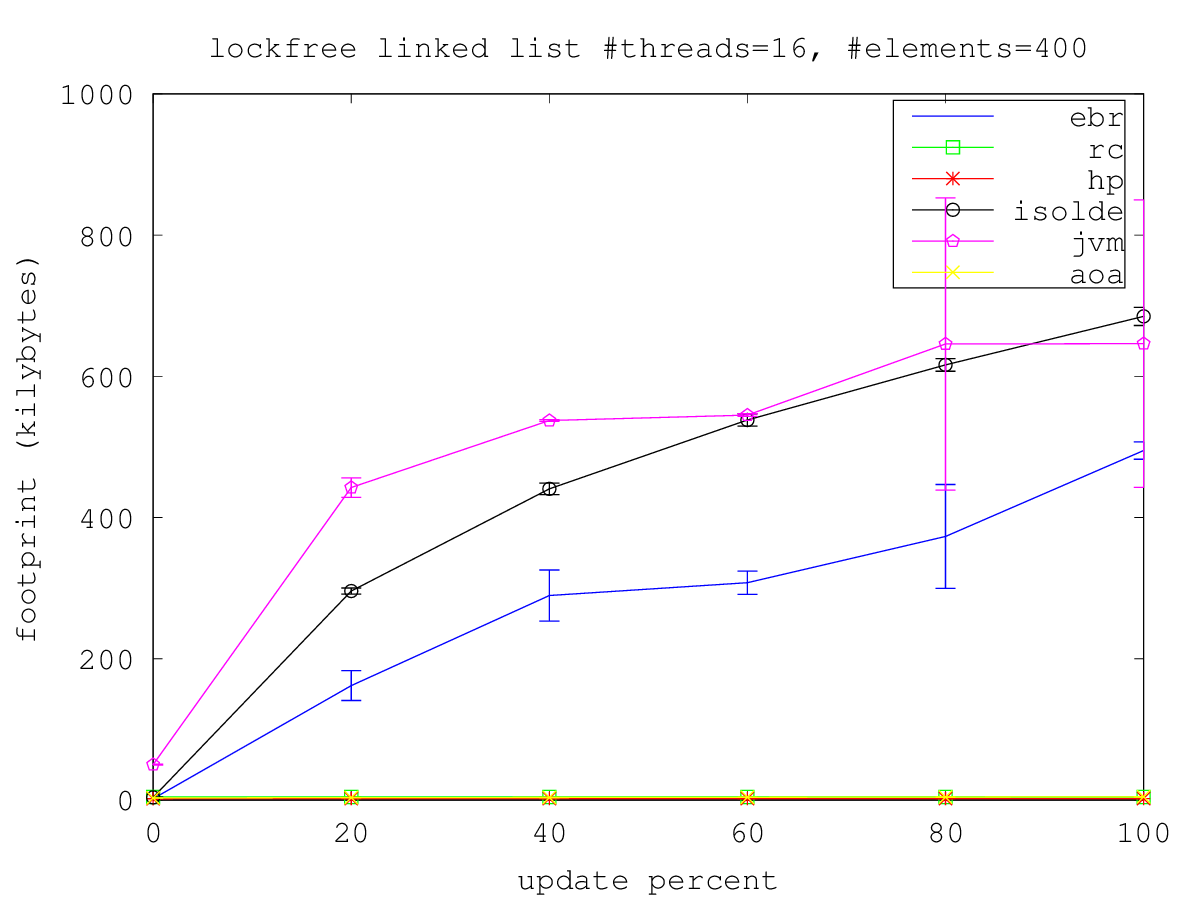 lockfree linked list #threads=16, #elements=400
1000
800
600
400
200
0
footprint (kilybytes)
ebr
rc
hp
isolde
jvm
aoa
0 20 40 60 80 100
update percent